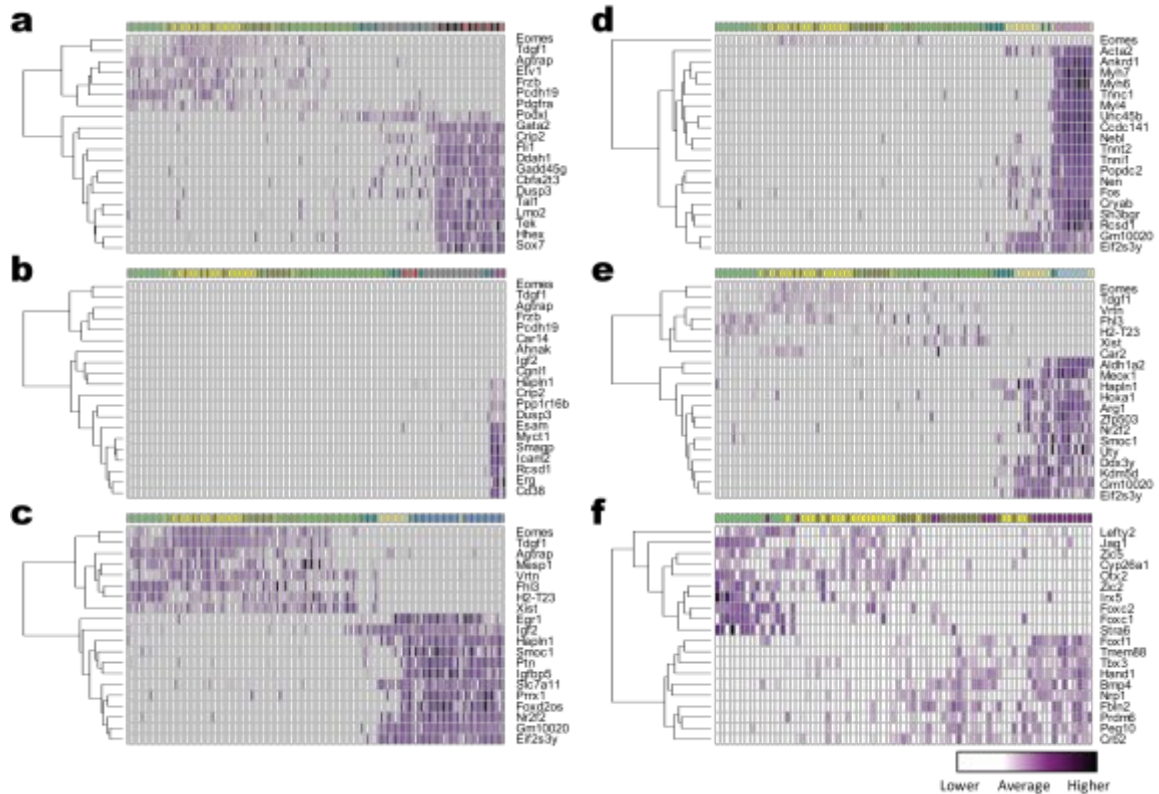 a
Eomes
Tdgf1
Agtrap
Etv1
Frzb
Pcdh19
Pdgfra
Podxl
Gata2
Crip2
Fli1
Ddah1
Gadd45g
Cbfa2t3
Dusp3
Tal1
Lmo2
Tek
Hhex
Sox7
b
Eomes
Tdgf1
Agtrap
Frzb
Pcdh19
Car14
Ahnak
Igf2
Cgnl1
Hapln1
Crip2
Ppp1r16b
Dusp3
Esam
Myct1
Smagp
Icam2
Rcsd1
Erg
Cd38
c
Eomes
Tdgf1
Agtrap
Mesp1
Vrtn
Fhl3
H2-T23
Xist
Egr1
Igf2
Hapln1
Smoc1
Ptn
Igfbp5
Slc7a11
Prrx1
Foxd2os
Nr2f2
Gm10020
Eif2s3y
d
Eomes
Acta2
Ankrd1
Myh7
Myh6
Tnnc1
Myl4
Unc45b
Ccdc141
Nebl
Tnnt2
Tnni1
Popdc2
Nexn
Fos
Cryab
Sh3bgr
Rcsd1
Gm10020
Eif2s3y
e
Eomes
Tdgf1
Vrtn
Fhl3
H2-T23
Xist
Car2
Aldh1a2
Meox1
Hapln1
Hoxa1
Arg1
Zfp503
Nr2f2
Smoc1
Uty
Ddx3y
Kdm5d
Gm10020
Eif2s3y
f
Lefty2
Jag1
Zic5
Cyp26a1
Otx2
Zic2
Irx5
Foxc2
Foxc1
Stra6
Foxf1
Tmem88
Tbx3
Hand1
Bmp4
Nrp1
Fbln2
Prdm6
Peg10
Crb2
Lower Average Higher